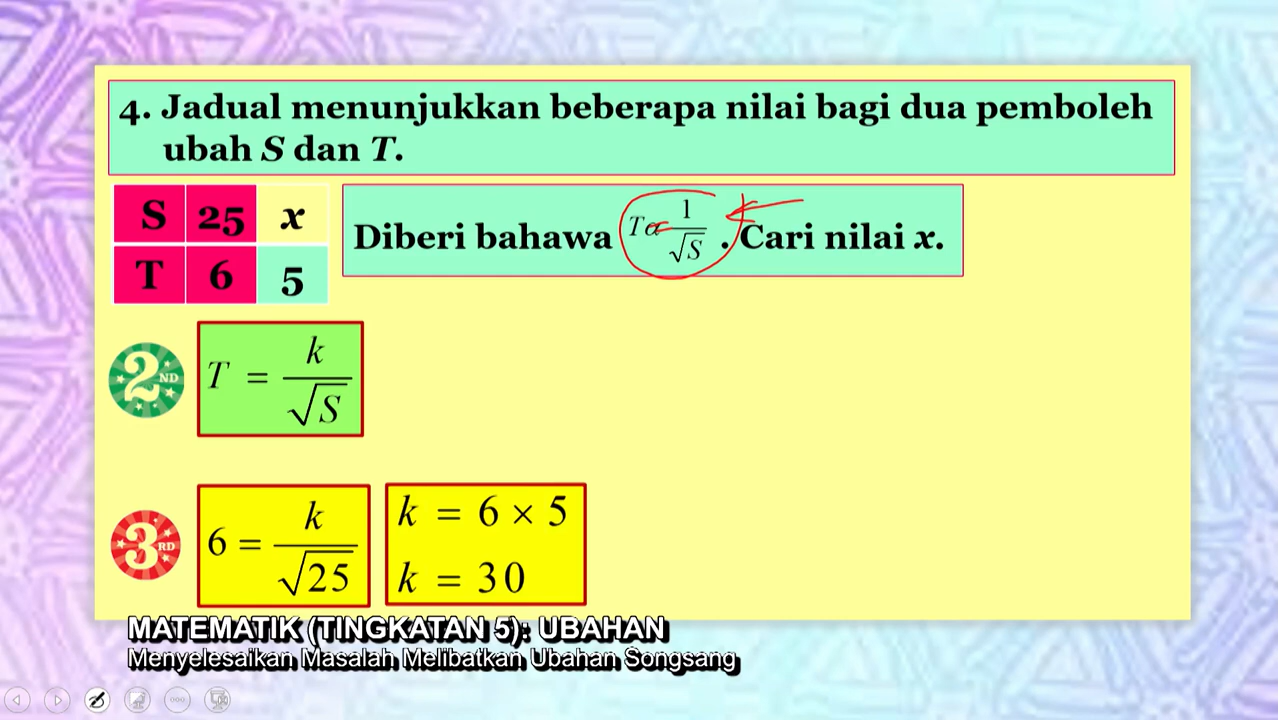 4. Jadual menunjukkan beberapa nilai bagi dua pemboleh
ubah S dan T.
S 25 x
T 6 5
Diberi bahawa T α 1/√S . Cari nilai x.
2ND
T = k/√S
3RD
6 = k/√25
k = 6 × 5
k = 30
MATEMATIK (TINGKATAN 5): UBAHAN
Menyelesaikan Masalah Melibatkan Ubahan Songsang